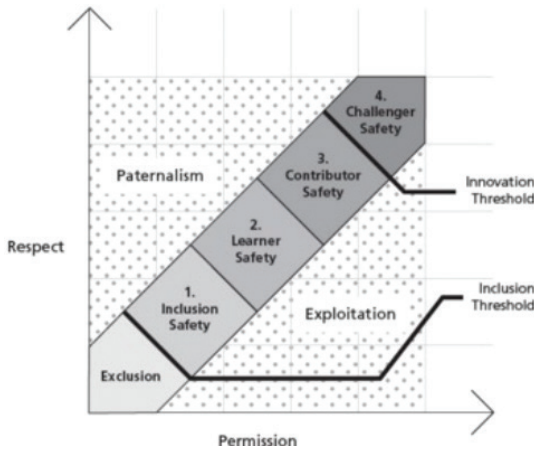 4.
Challenger
Safety
3.
Contributor
Safety
Paternalism
Innovation
Threshold
2.
Learner
Safety
Respect
1.
Inclusion
Safety
Exploitation
Inclusion
Threshold
Exclusion
Permission